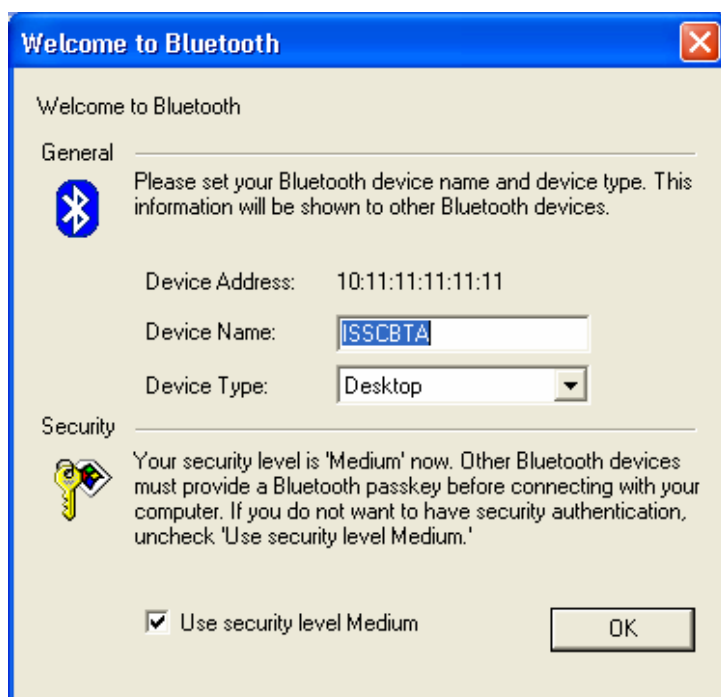 Welcome to Bluetooth
Welcome to Bluetooth
General
Please set your Bluetooth device name and device type. This
information will be shown to other Bluetooth devices.
Device Address: 10:11:11:11:11:11
Device Name: ISSCBTA
Device Type: Desktop
Security
Your security level is 'Medium' now. Other Bluetooth devices
must provide a Bluetooth passkey before connecting with your
computer. If you do not want to have security authentication,
uncheck 'Use security level Medium.'
Use security level Medium OK